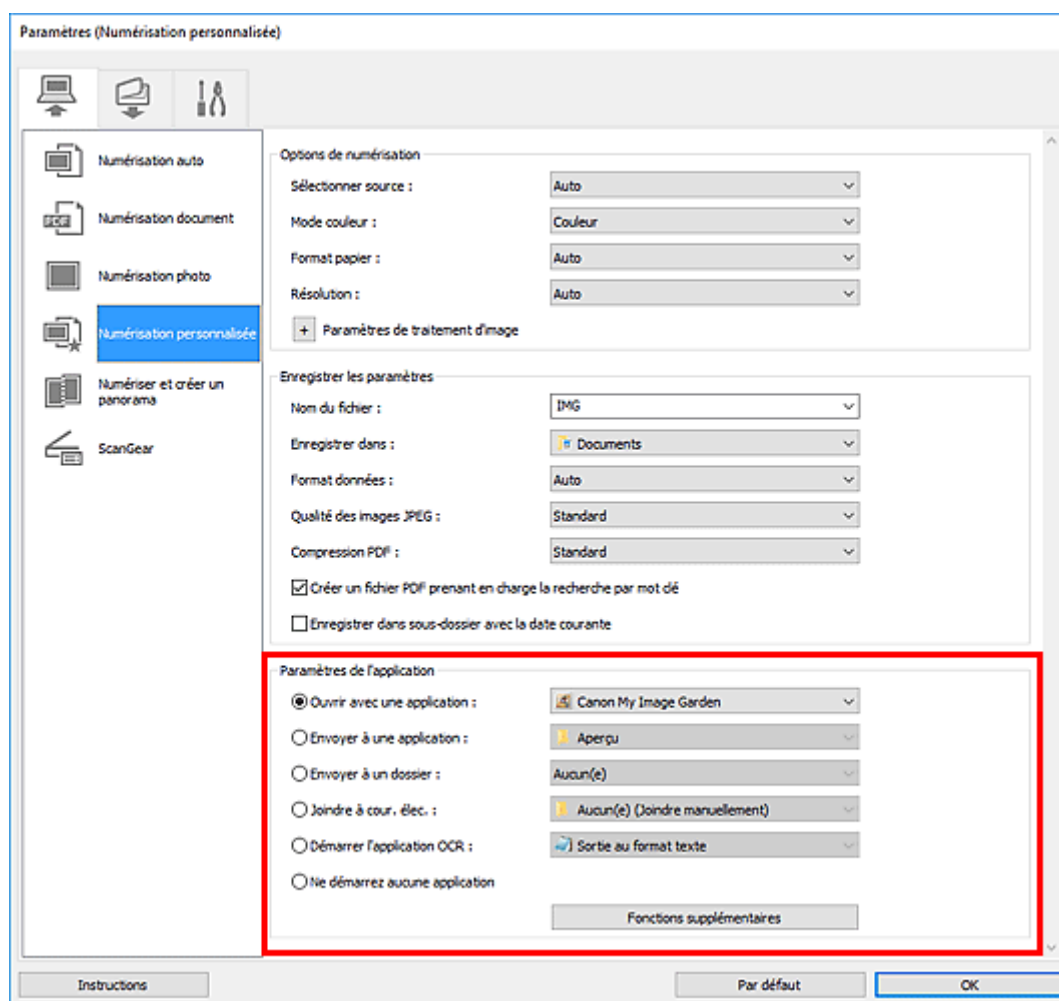 Paramètres (Numérisation personnalisée)
Numérisation auto
PDF
Numérisation document
Numérisation photo
Numérisation personnalisée
Numériser et créer un
panorama
ScanGear
Options de numérisation
Sélectionner source : Auto
Mode couleur : Couleur
Format papier : Auto
Résolution : Auto
+ Paramètres de traitement d'image
Enregistrer les paramètres
Nom du fichier : IMG
Enregistrer dans : Documents
Format données : Auto
Qualité des images JPEG : Standard
Compression PDF : Standard
Créer un fichier PDF prenant en charge la recherche par mot clé
Enregistrer dans sous-dossier avec la date courante
Paramètres de l'application
Ouvrir avec une application : Canon My Image Garden
Envoyer à une application : Aperçu
Envoyer à un dossier : Aucun(e)
Joindre à cour. élec. : Aucun(e) (Joindre manuellement)
Démarrer l'application OCR : Sortie au format texte
Ne démarrez aucune application
Fonctions supplémentaires
Instructions
Par défaut
OK